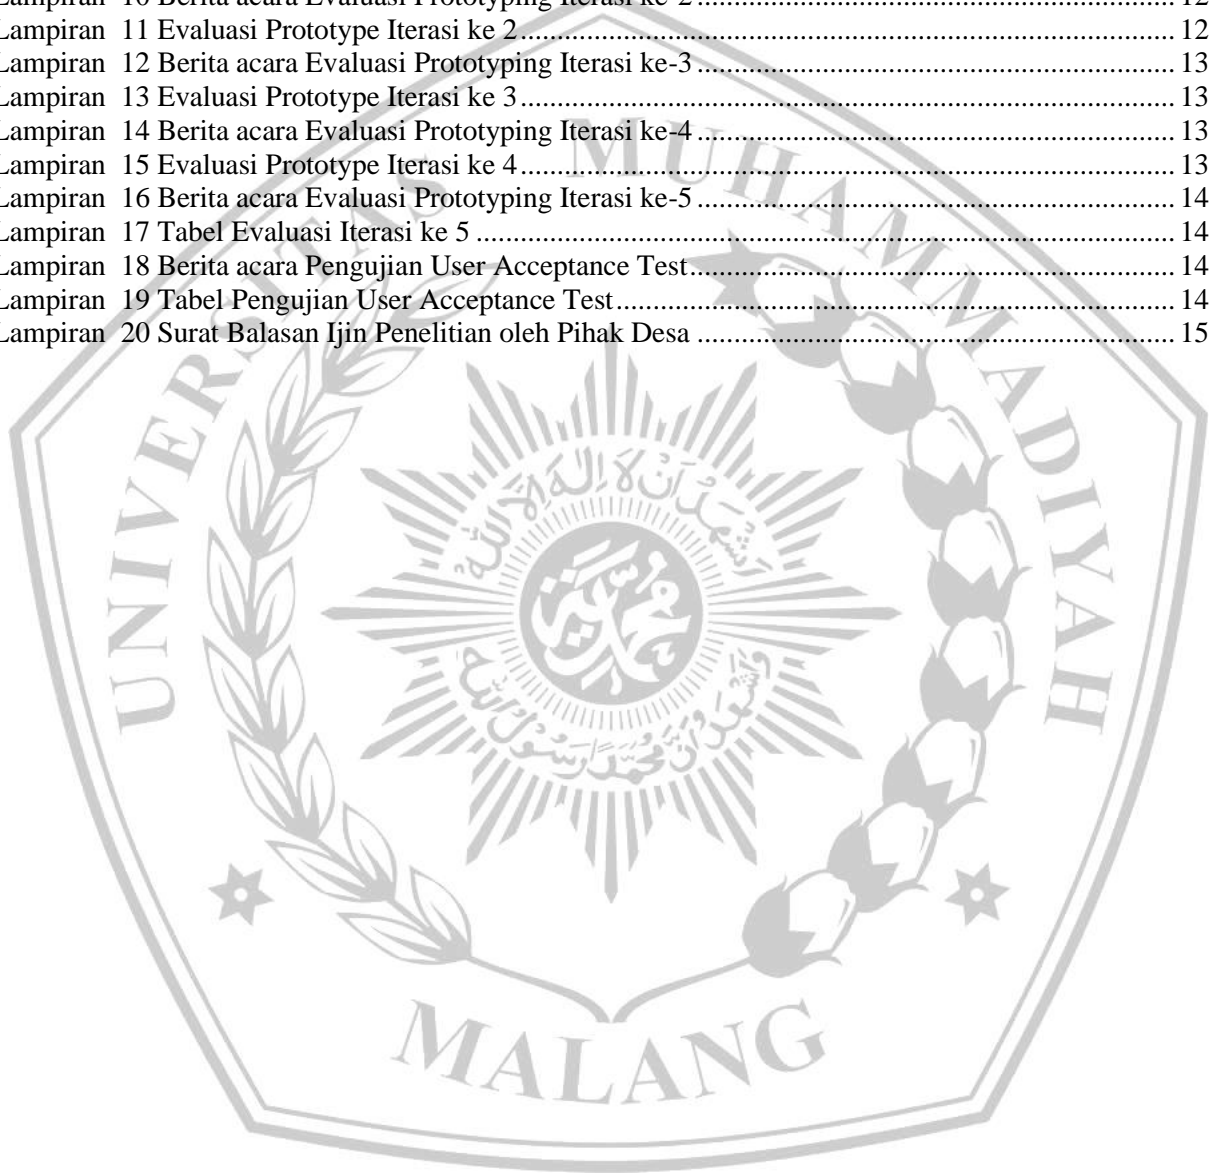 Lampiran 10 Berita acara Evaluasi Prototyping Iterasi ke-2 ........ 12
Lampiran 11 Evaluasi Prototype Iterasi ke 2 ........ 12
Lampiran 12 Berita acara Evaluasi Prototyping Iterasi ke-3 ........ 13
Lampiran 13 Evaluasi Prototype Iterasi ke 3 ........ 13
Lampiran 14 Berita acara Evaluasi Prototyping Iterasi ke-4 ........ 13
Lampiran 15 Evaluasi Prototype Iterasi ke 4 ........ 13
Lampiran 16 Berita acara Evaluasi Prototyping Iterasi ke-5 ........ 14
Lampiran 17 Tabel Evaluasi Iterasi ke 5 ........ 14
Lampiran 18 Berita acara Pengujian User Acceptance Test ........ 14
Lampiran 19 Tabel Pengujian User Acceptance Test ........ 14
Lampiran 20 Surat Balasan Ijin Penelitian oleh Pihak Desa ........ 15
UNIVERSITAS MUHAMMADIYAH
MALANG